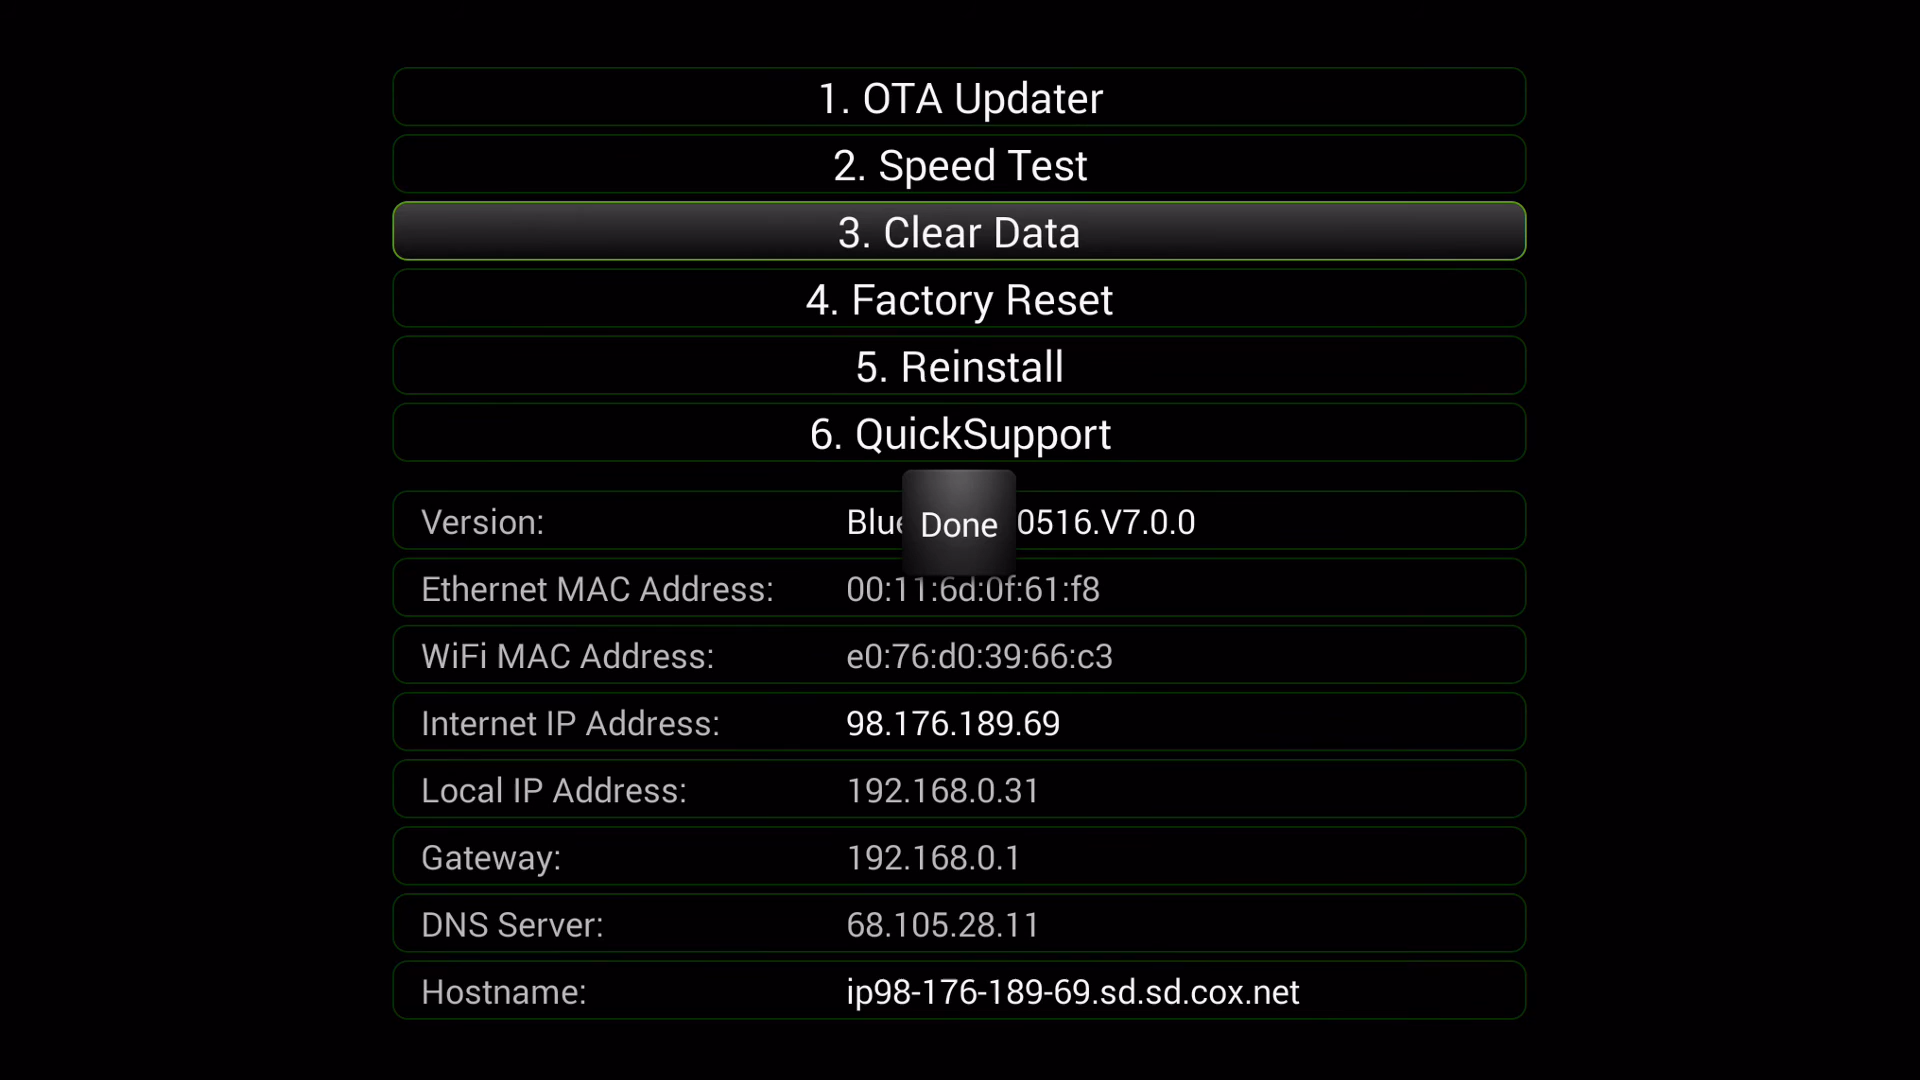 1. OTA Updater
2. Speed Test
3. Clear Data
4. Factory Reset
5. Reinstall
6. QuickSupport
Version: Blue 0516.V7.0.0
Done
Ethernet MAC Address: 00:11:6d:0f:61:f8
WiFi MAC Address: e0:76:d0:39:66:c3
Internet IP Address: 98.176.189.69
Local IP Address: 192.168.0.31
Gateway: 192.168.0.1
DNS Server: 68.105.28.11
Hostname: ip98-176-189-69.sd.sd.cox.net